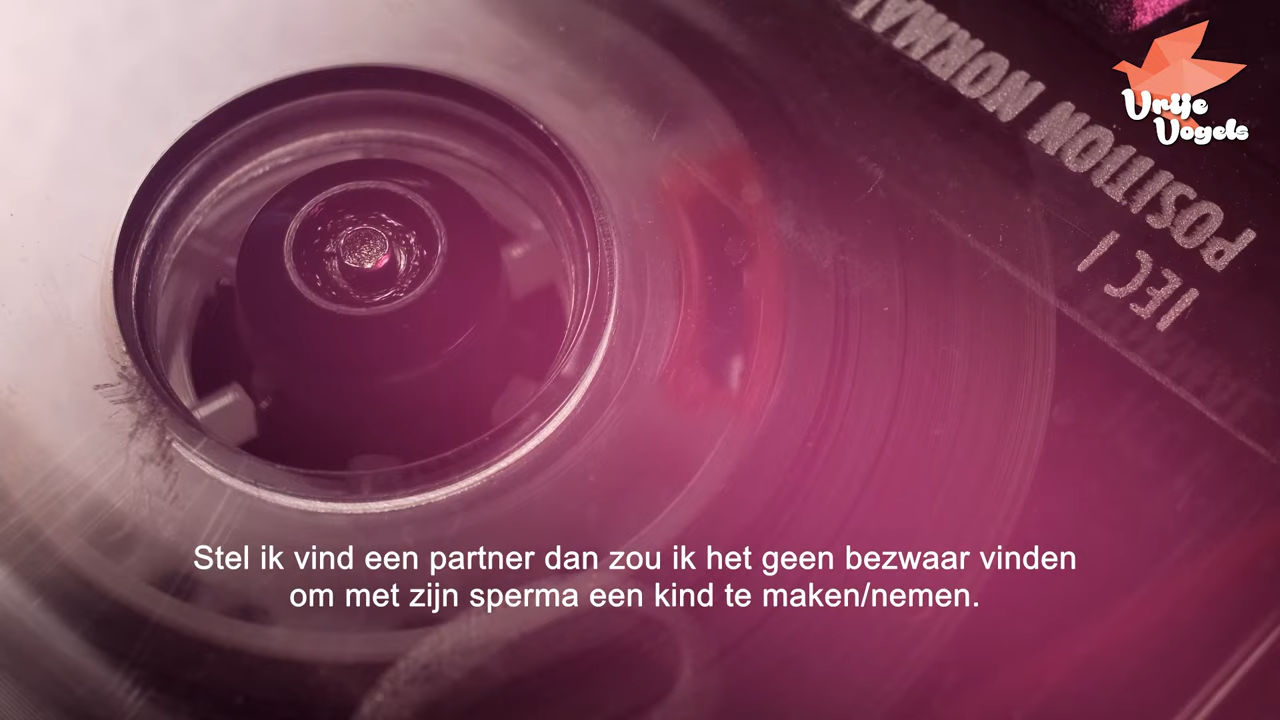 POSITION NORMAL
IEC I
Vrije
Vogels
Stel ik vind een partner dan zou ik het geen bezwaar vinden
om met zijn sperma een kind te maken/nemen.